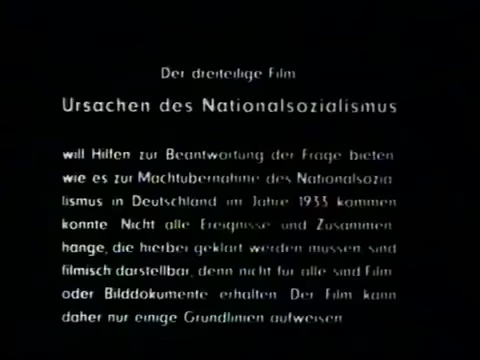 Der dreiteilige Film
Ursachen des Nationalsozialismus
will Hilfen zur Beantwortung der Frage bieten
wie es zur Machtubernahme des Nationalsozia
lismus in Deutschland im Jahre 1933 kommen
konnte Nicht alle Ereignisse und Zusammen
hange, die hierbei geklart werden mussen sind
filmisch darstellbar, denn nicht fur alle sind Film
oder Bilddokumente erhalten Der Film kann
daher nur einige Grundlinien aufweisen